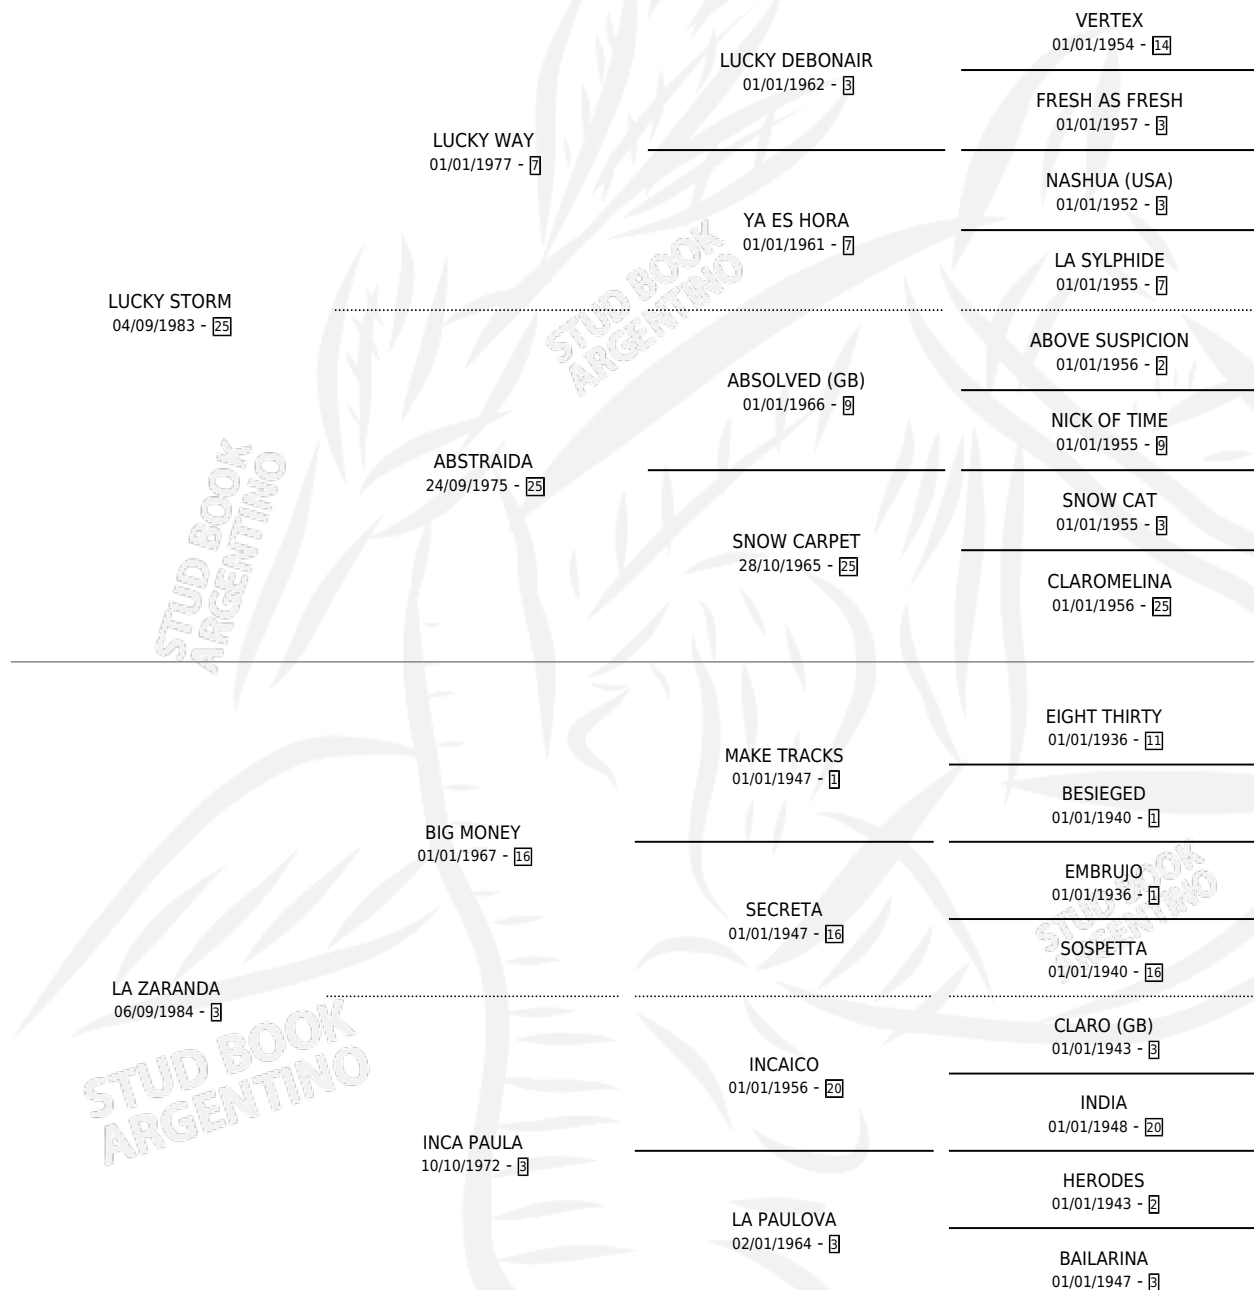 VERTEX
01/01/1954 - 14
LUCKY DEBONAIR
01/01/1962 - 3
FRESH AS FRESH
01/01/1957 - 3
LUCKY WAY
01/01/1977 - 7
NASHUA (USA)
01/01/1952 - 3
YA ES HORA
01/01/1961 - 7
LA SYLPHIDE
01/01/1955 - 7
LUCKY STORM
04/09/1983 - 25
ABOVE SUSPICION
01/01/1956 - 2
ABSOLVED (GB)
01/01/1966 - 9
NICK OF TIME
01/01/1955 - 9
ABSTRAIDA
24/09/1975 - 25
SNOW CAT
01/01/1955 - 3
SNOW CARPET
28/10/1965 - 25
CLAROMELINA
01/01/1956 - 25
EIGHT THIRTY
01/01/1936 - 11
MAKE TRACKS
01/01/1947 - 1
BESIEGED
01/01/1940 - 1
BIG MONEY
01/01/1967 - 16
EMBRUJO
01/01/1936 - 1
SECRETA
01/01/1947 - 16
SOSPETTA
01/01/1940 - 16
LA ZARANDA
06/09/1984 - 3
CLARO (GB)
01/01/1943 - 3
INCAICO
01/01/1956 - 20
INDIA
01/01/1948 - 20
INCA PAULA
10/10/1972 - 3
HERODES
01/01/1943 - 2
LA PAULOVA
02/01/1964 - 3
BAILARINA
01/01/1947 - 3
STUD BOOK
ARGENTINO
STUD BOOK
ARGENTINO
STUD BOOK
ARGENTINO
STUD BOOK
ARGENTINO